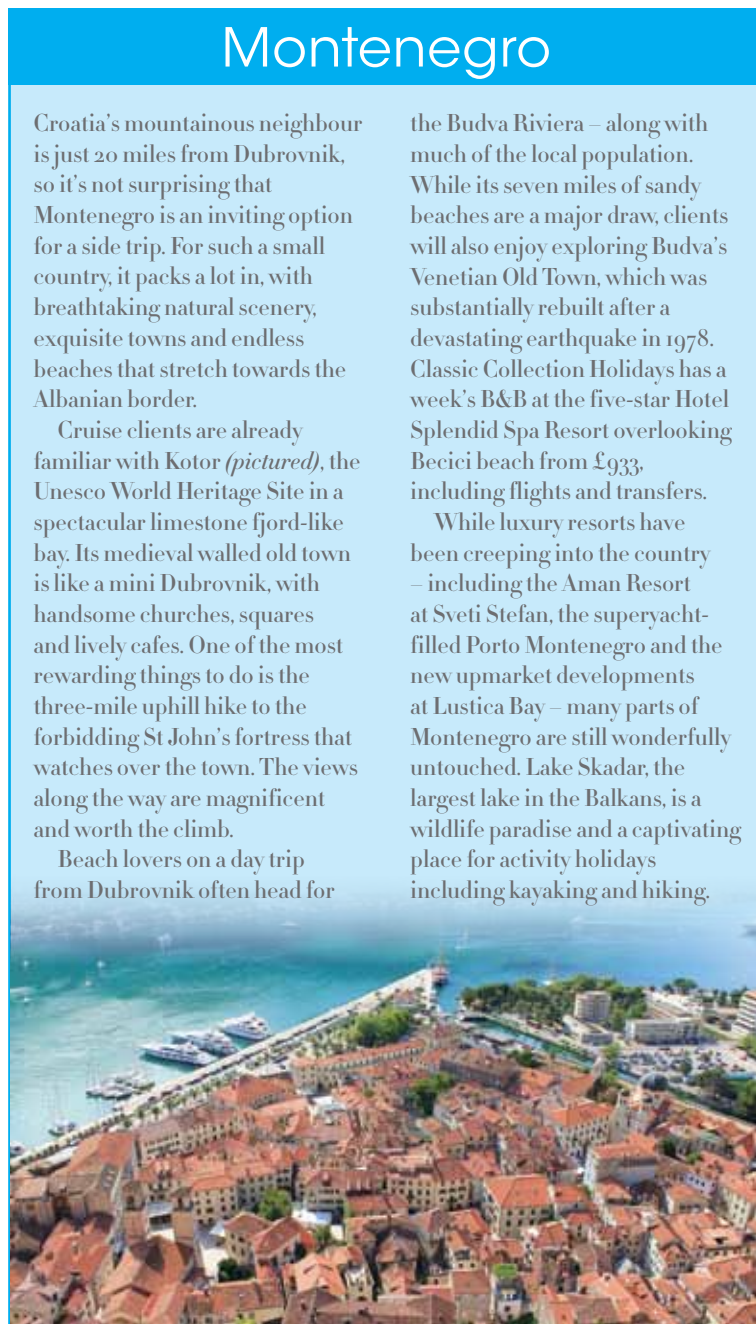 Montenegro
Croatia's mountainous neighbour
is just 20 miles from Dubrovnik,
so it's not surprising that
Montenegro is an inviting option
for a side trip. For such a small
country, it packs a lot in, with
breathtaking natural scenery,
exquisite towns and endless
beaches that stretch towards the
Albanian border.
Cruise clients are already
familiar with Kotor (pictured), the
Unesco World Heritage Site in a
spectacular limestone fjord-like
bay. Its medieval walled old town
is like a mini Dubrovnik, with
handsome churches, squares
and lively cafes. One of the most
rewarding things to do is the
three-mile uphill hike to the
forbidding St John's fortress that
watches over the town. The views
along the way are magnificent
and worth the climb.
Beach lovers on a day trip
from Dubrovnik often head for
the Budva Riviera – along with
much of the local population.
While its seven miles of sandy
beaches are a major draw, clients
will also enjoy exploring Budva's
Venetian Old Town, which was
substantially rebuilt after a
devastating earthquake in 1978.
Classic Collection Holidays has a
week's B&B at the five-star Hotel
Splendid Spa Resort overlooking
Becici beach from £933,
including flights and transfers.
While luxury resorts have
been creeping into the country
– including the Aman Resort
at Sveti Stefan, the superyacht-
filled Porto Montenegro and the
new upmarket developments
at Lustica Bay – many parts of
Montenegro are still wonderfully
untouched. Lake Skadar, the
largest lake in the Balkans, is a
wildlife paradise and a captivating
place for activity holidays
including kayaking and hiking.